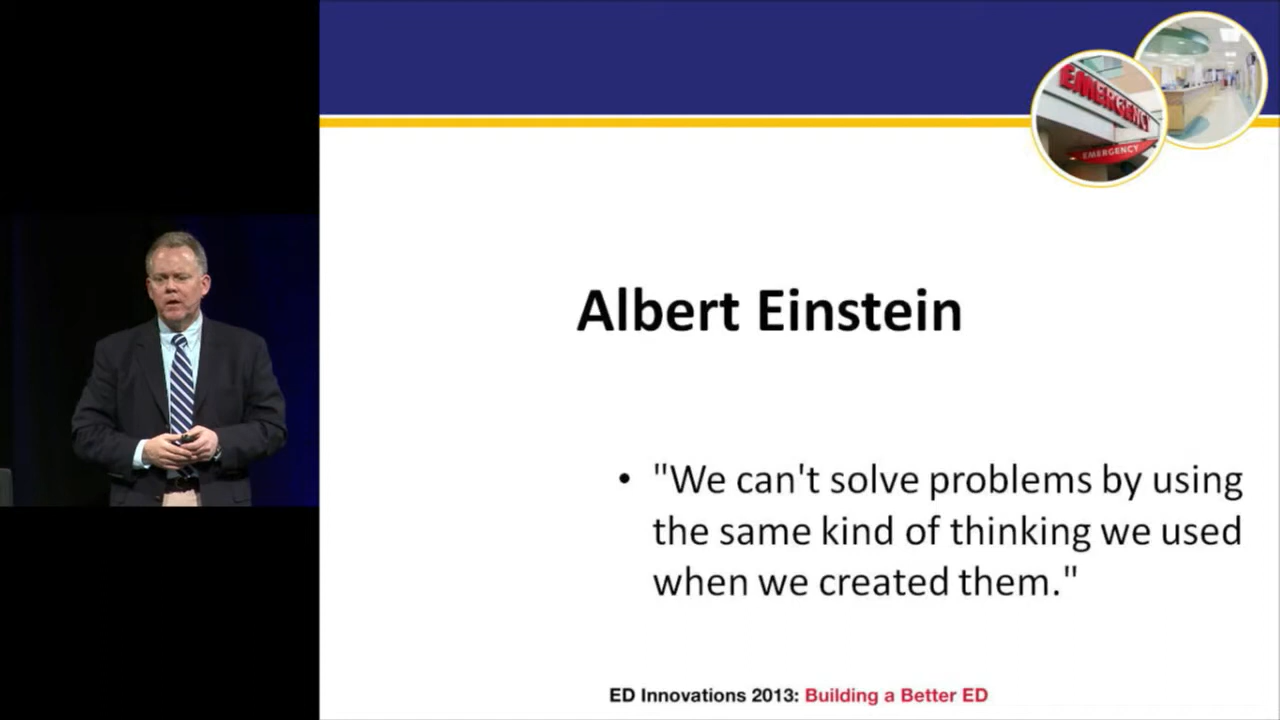 EMERGENCY
EMERGENCY
Albert Einstein
• "We can't solve problems by using
the same kind of thinking we used
when we created them."
ED Innovations 2013: Building a Better ED